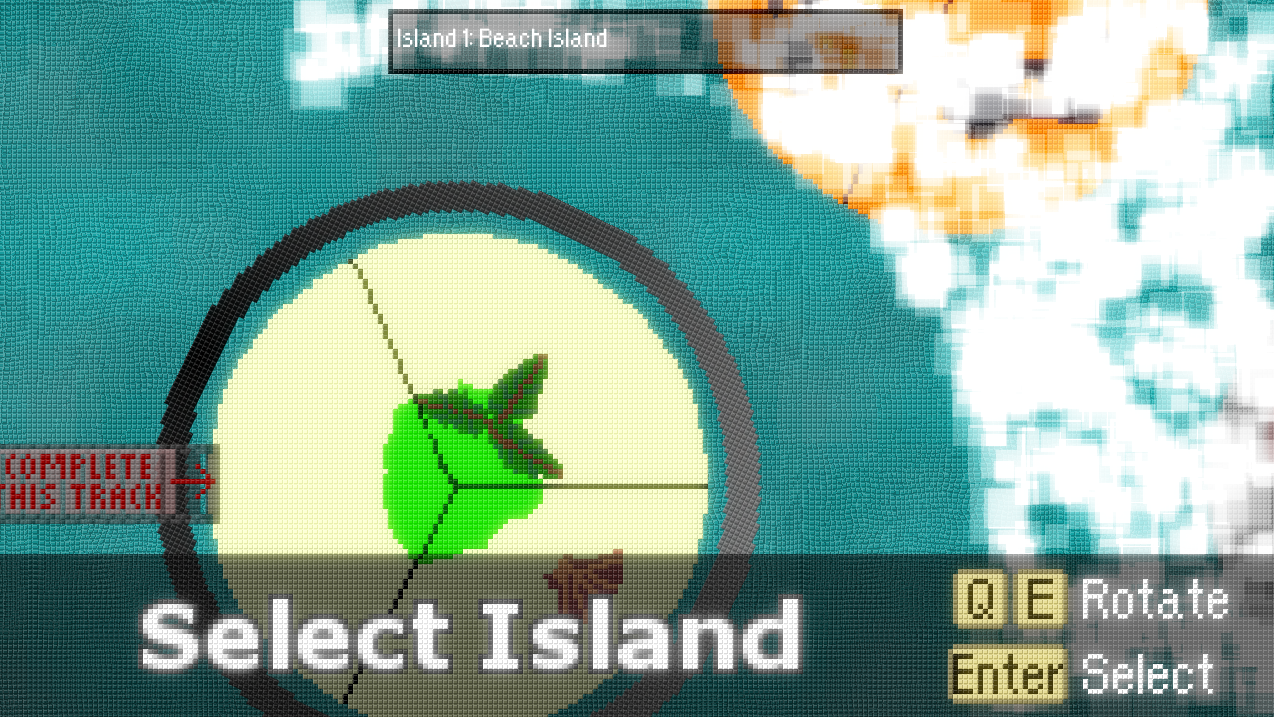 Island 1: Beach Island
COMPLETE
THIS TRACK
Select Island
Q E Rotate
Enter Select